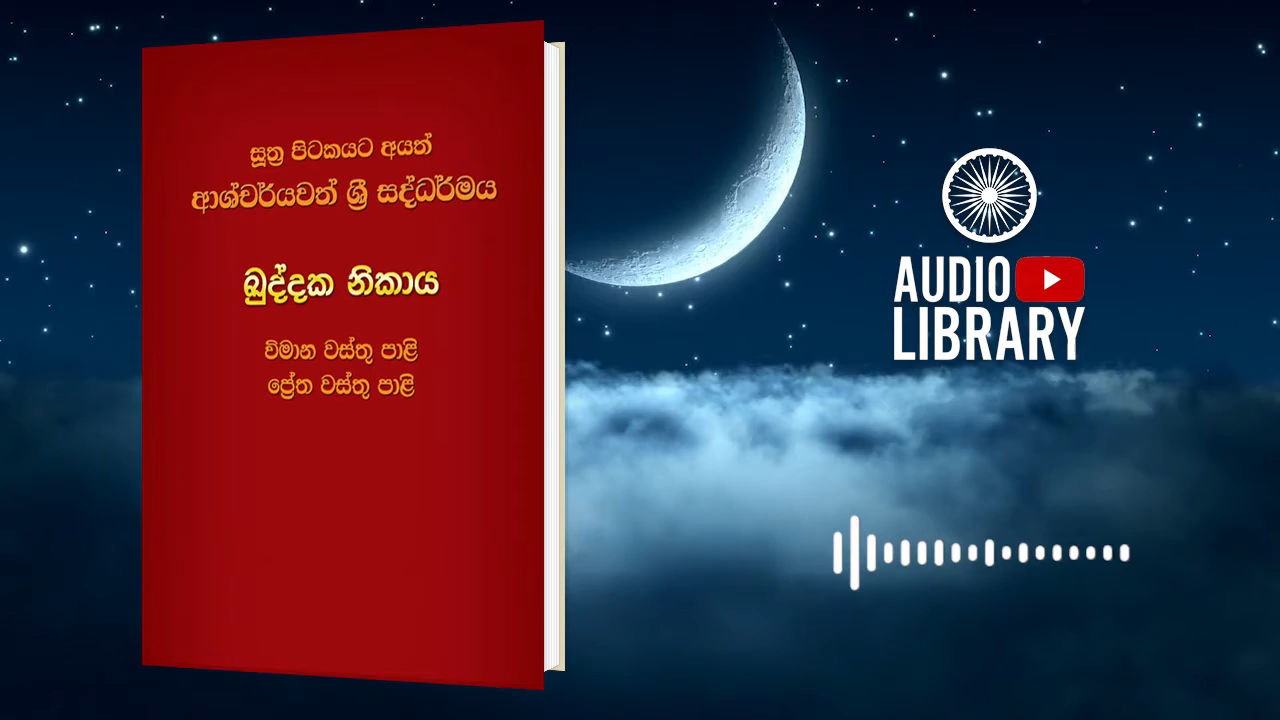 සූත්‍ර පිටකයට අයත්
ආශ්චර්යවත් ශ්‍රී සද්ධර්මය
ඛුද්දක නිකාය
විමාන වස්තු පාළි
ප්‍රේත වස්තු පාළි
AUDIO
LIBRARY